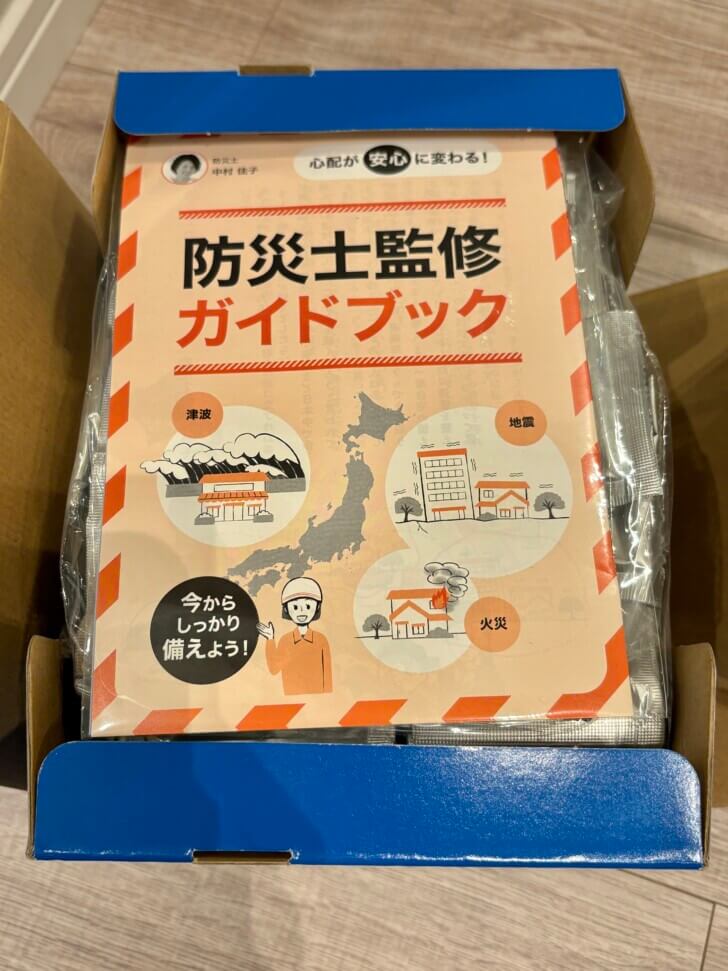 防災士
中村 佳子
心配が 安心 に変わる!
防災士監修
ガイドブック
津波
地震
火災
今から
しっかり
備えよう!